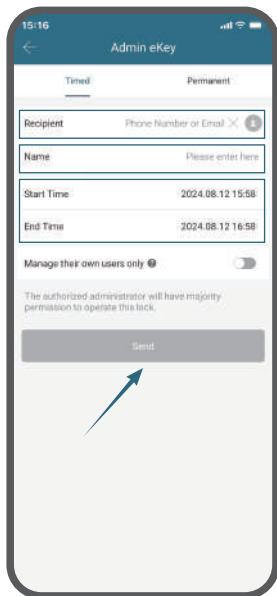 15:16
Admin eKey
Timed Permanent
Recipient Phone Number or Email
Name Please enter here
Start Time 2024.08.12 15:58
End Time 2024.08.12 16:58
Manage their own users only
The authorized administrator will have majority
permission to operate this lock.
Send